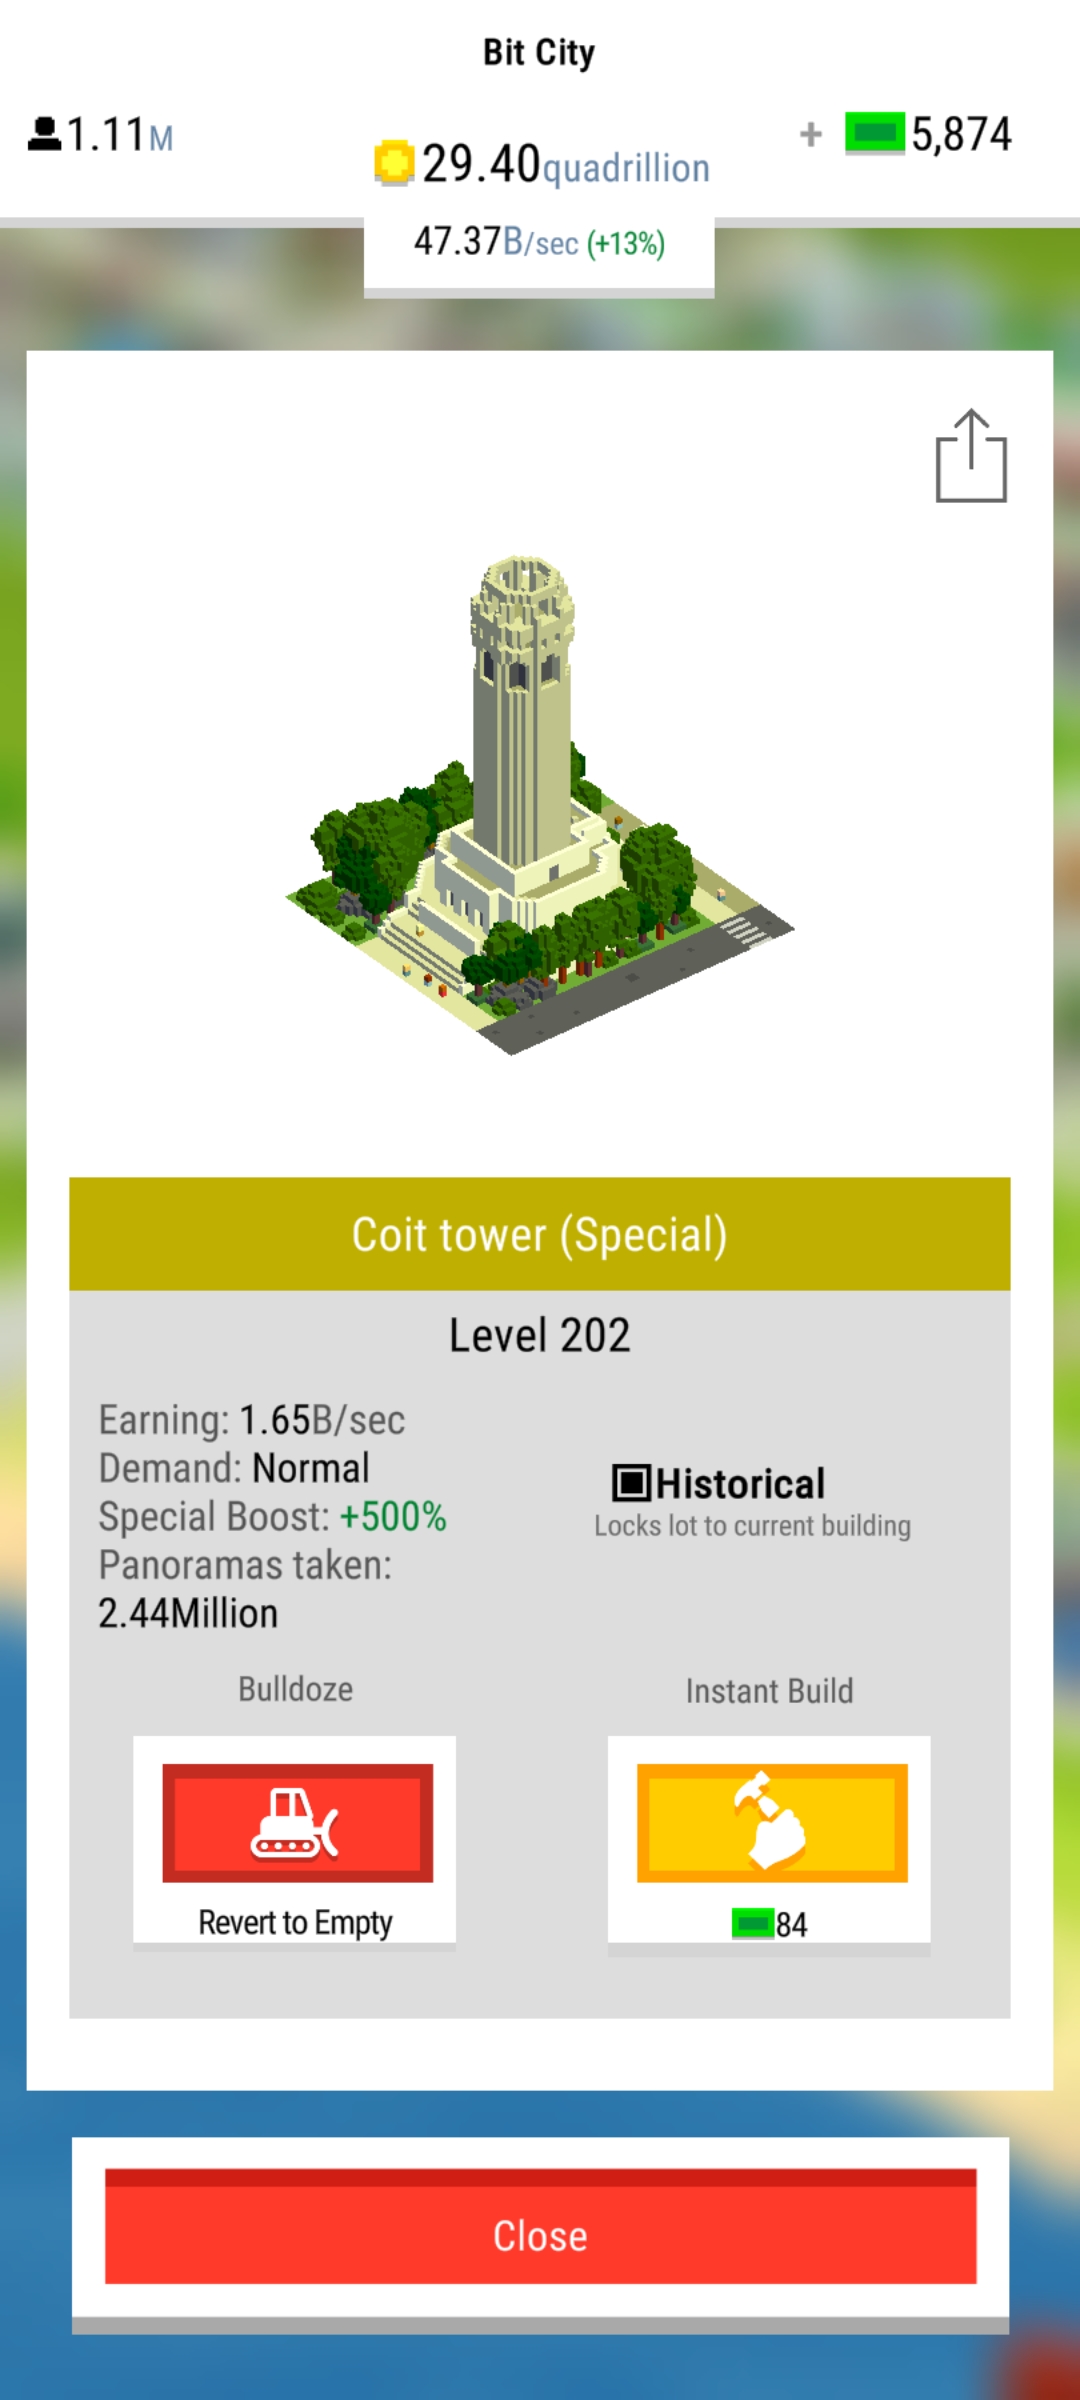 Bit City
1.11M
29.40quadrillion
+ 5,874
47.37B/sec (+13%)
Coit tower (Special)
Level 202
Earning: 1.65B/sec
Demand: Normal
Special Boost: +500%
Panoramas taken:
2.44Million
Historical
Locks lot to current building
Bulldoze
Revert to Empty
Instant Build
84
Close